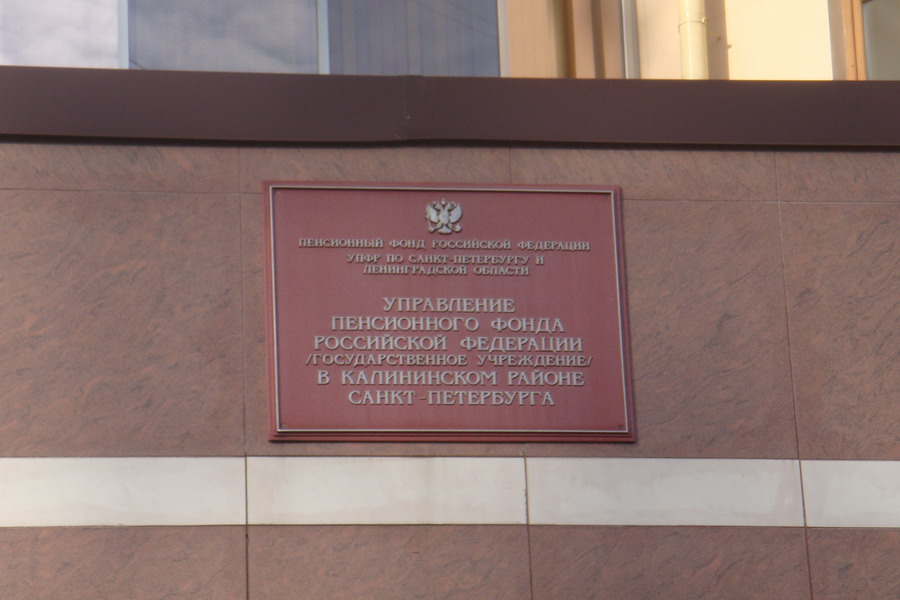 ПЕНСИОННЫЙ ФОНД РОССИЙСКОЙ ФЕДЕРАЦИИ
УПФР ПО САНКТ-ПЕТЕРБУРГУ И
ЛЕНИНГРАДСКОЙ ОБЛАСТИ
УПРАВЛЕНИЕ
ПЕНСИОННОГО ФОНДА
РОССИЙСКОЙ ФЕДЕРАЦИИ
/ГОСУДАРСТВЕННОЕ УЧРЕЖДЕНИЕ/
В КАЛИНИНСКОМ РАЙОНЕ
САНКТ-ПЕТЕРБУРГА